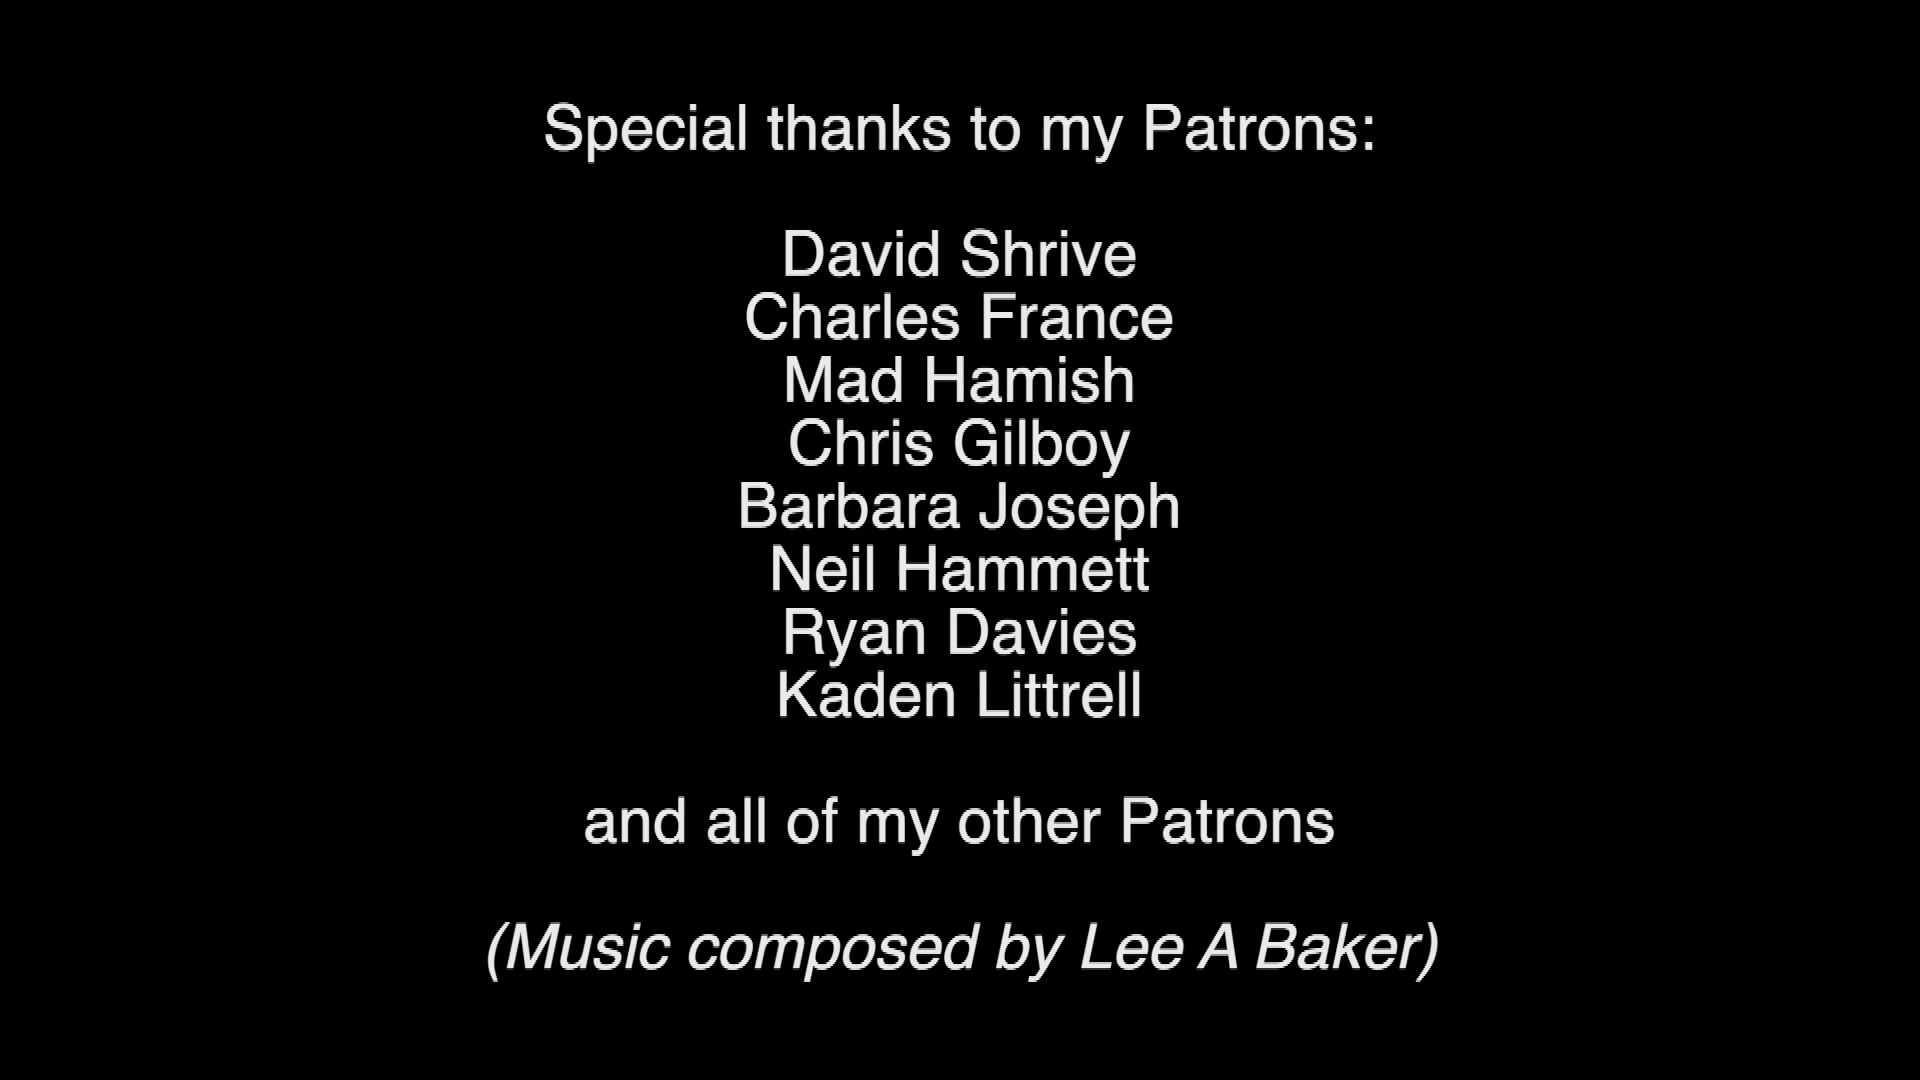 Special thanks to my Patrons:
David Shrive
Charles France
Mad Hamish
Chris Gilboy
Barbara Joseph
Neil Hammett
Ryan Davies
Kaden Littrell
and all of my other Patrons
(Music composed by Lee A Baker)